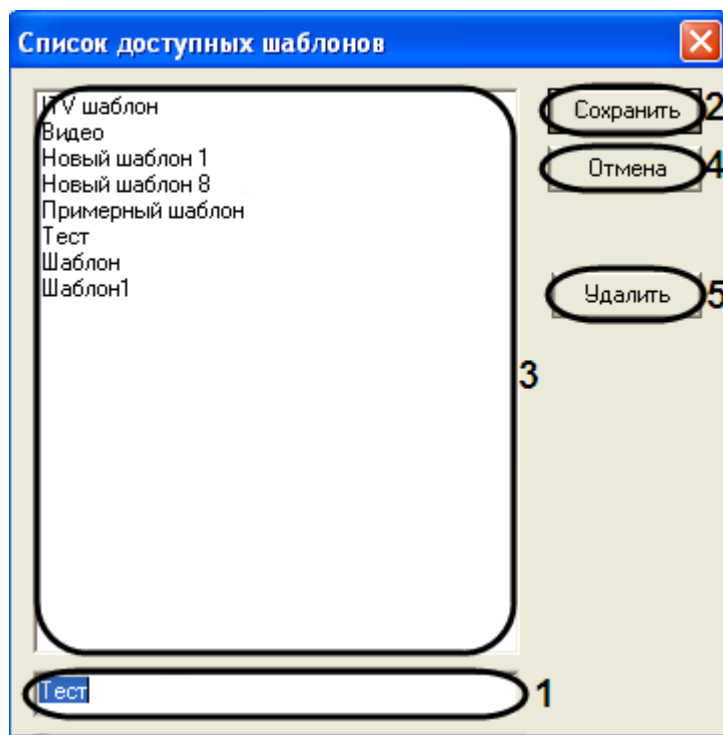 Список доступных шаблонов
ITV шаблон
Видео
Новый шаблон 1
Новый шаблон 8
Примерный шаблон
Тест
Шаблон
Шаблон1
Сохранить 2
Отмена 4
Удалить 5
3
Тест 1